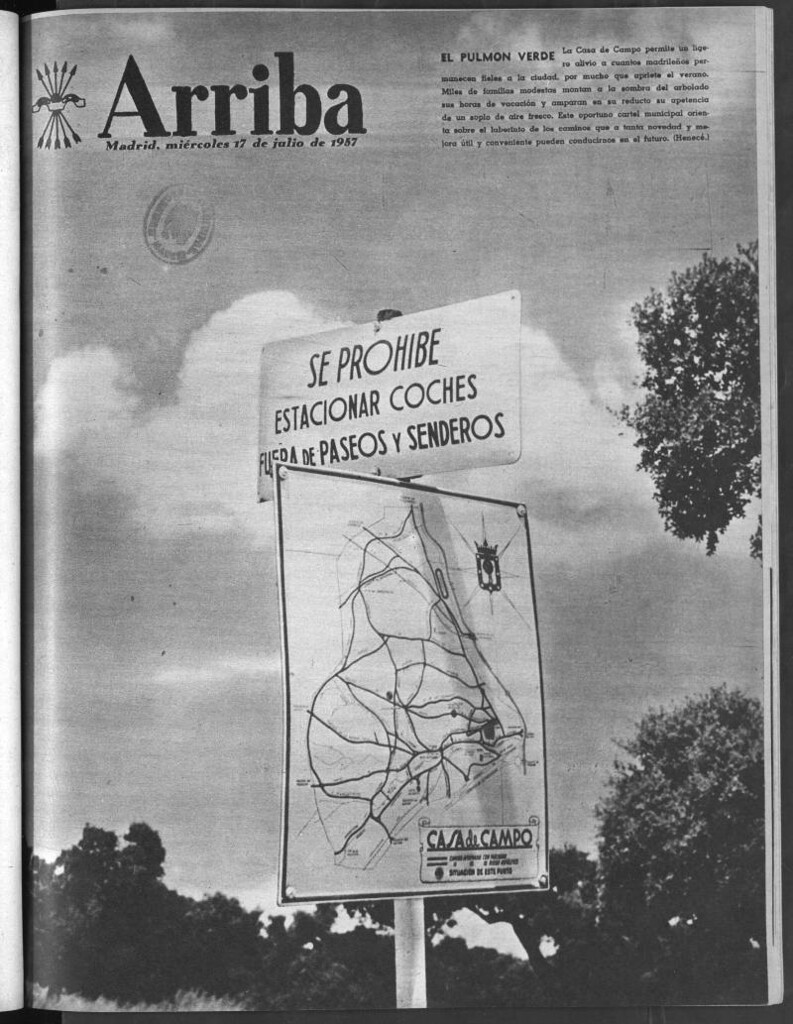 Arriba
Madrid, miércoles 17 de julio de 1957
EL PULMON VERDE La Casa de Campo permite un lige-
ro alivio a cuantos madrileños per-
manecen fieles a la ciudad, por mucho que apriete el verano.
Miles de familias modestas montan a la sombra del arbolado
sus horas de vacación y amparan en su reducto su apetencia
de un soplo de aire fresco. Este oportuno cartel municipal orien-
ta sobre el laberinto de los caminos que a tanta novedad y me-
jora útil y conveniente pueden conducirnos en el futuro. (Henecé.)
SE PROHIBE
ESTACIONAR COCHES
FUERA DE PASEOS Y SENDEROS
CASA de CAMPO
SITUACIÓN DE ESTE PUNTO